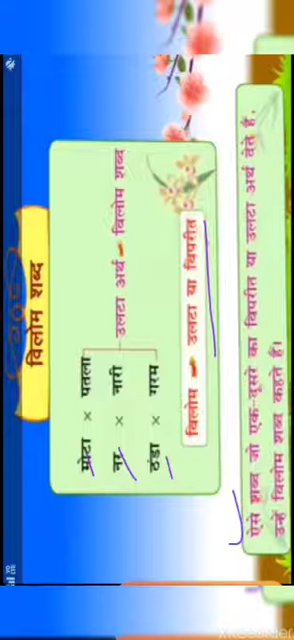 विलोम शब्द
मोटा × पतला
नर × नारी
ठंडा × गरम
उलटा अर्थ - विलोम शब्द
विलोम - उलटा या विपरीत
ऐसे शब्द जो एक-दूसरे का विपरीत या उलटा अर्थ देते हैं,
उन्हें विलोम शब्द कहते हैं।